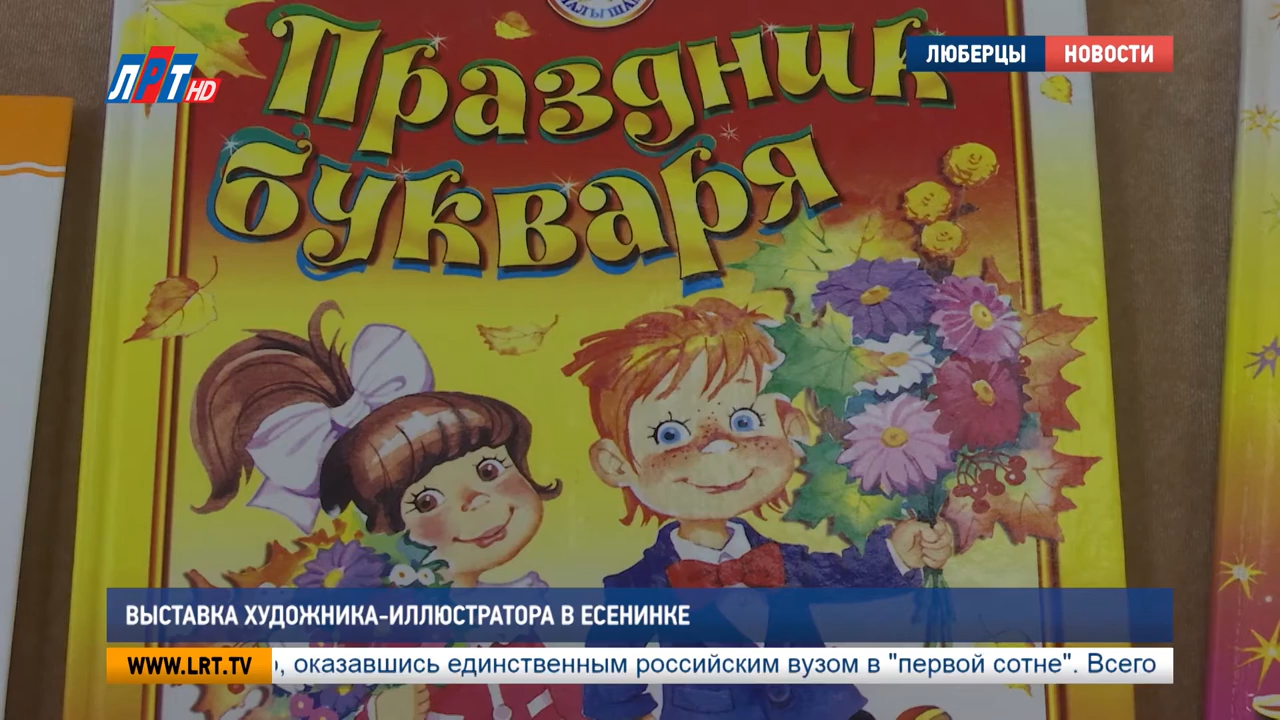 МАЛЫШАМ
Праздник
букваря
ЛРТ HD
ЛЮБЕРЦЫ НОВОСТИ
ВЫСТАВКА ХУДОЖНИКА-ИЛЛЮСТРАТОРА В ЕСЕНИНКЕ
WWW.LRT.TV , оказавшись единственным российским вузом в "первой сотне". Всего